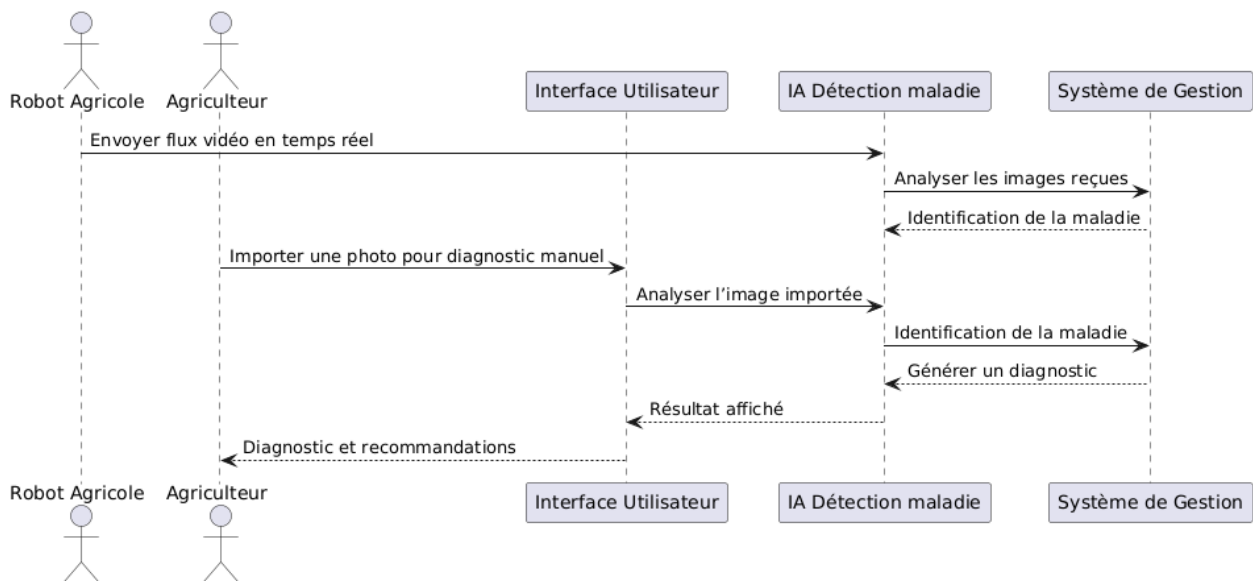 Robot Agricole Agriculteur Interface Utilisateur IA Détection maladie Système de Gestion
Envoyer flux vidéo en temps réel
Analyser les images reçues
Identification de la maladie
Importer une photo pour diagnostic manuel
Analyser l’image importée
Identification de la maladie
Générer un diagnostic
Résultat affiché
Diagnostic et recommandations
Robot Agricole Agriculteur Interface Utilisateur IA Détection maladie Système de Gestion